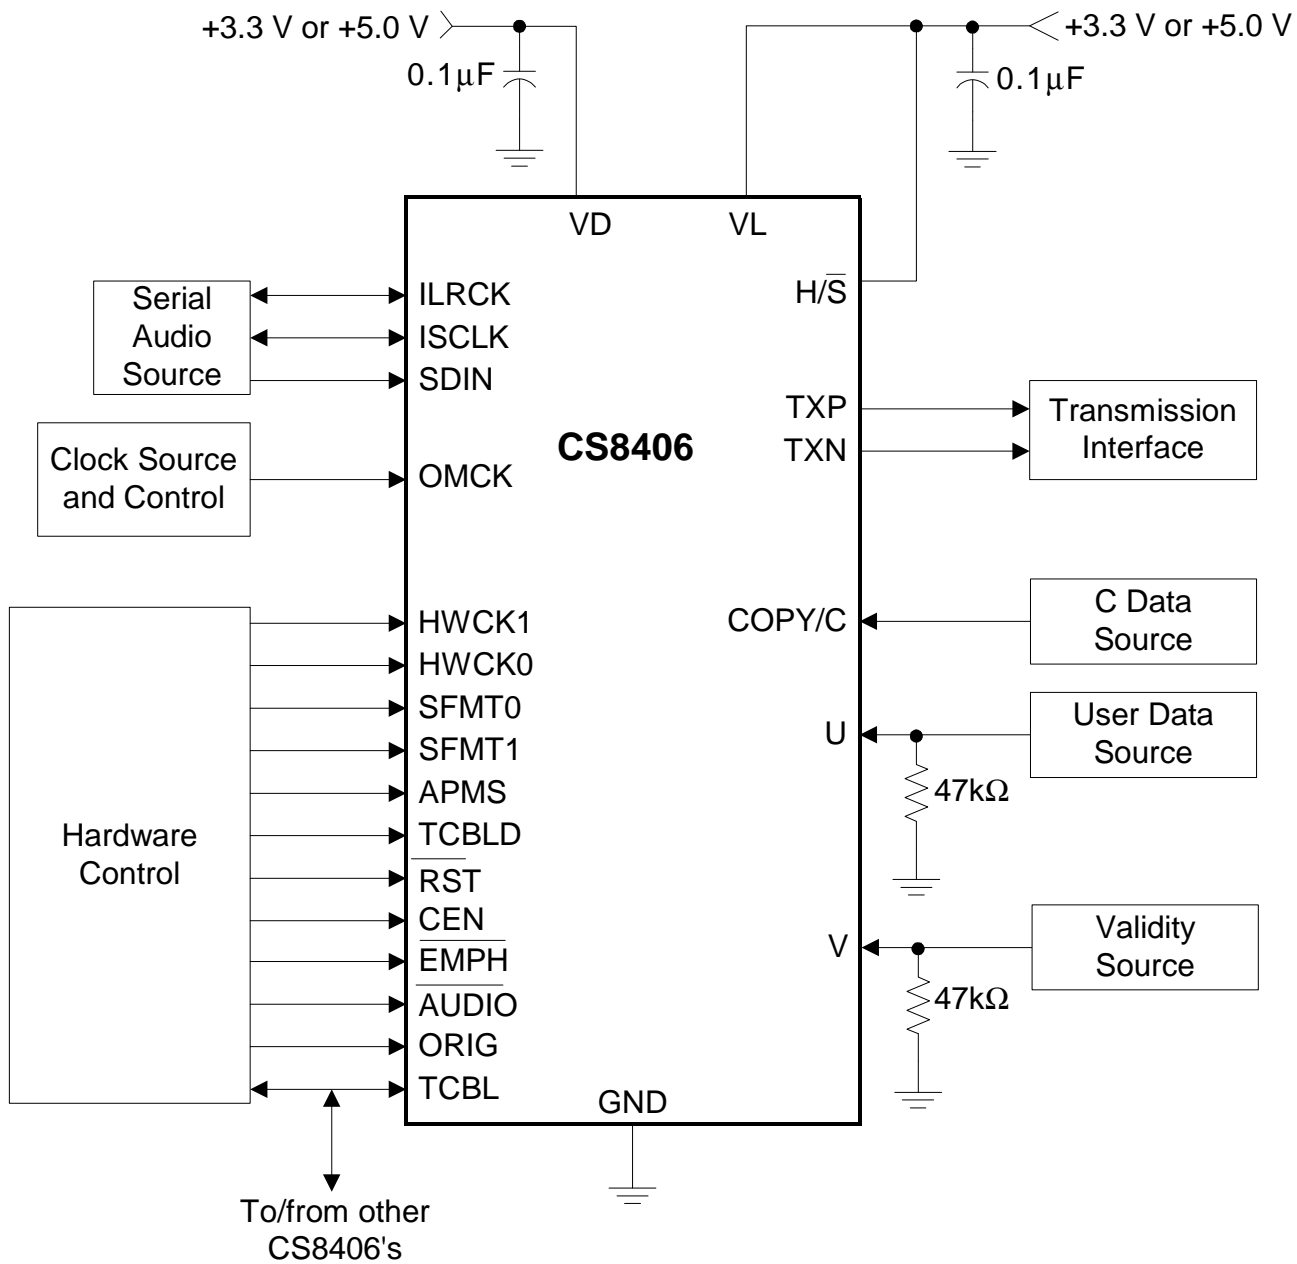 +3.3 V or +5.0 V
+3.3 V or +5.0 V
0.1µF
0.1µF
VD
VL
H/S̅
Serial
Audio
Source
ILRCK
ISCLK
SDIN
TXP
TXN
Transmission
Interface
CS8406
Clock Source
and Control
OMCK
HWCK1
HWCK0
SFMT0
SFMT1
APMS
TCBLD
RST
CEN
EMPH
AUDIO
ORIG
TCBL
Hardware
Control
COPY/C
C Data
Source
U
User Data
Source
47kΩ
V
Validity
Source
47kΩ
GND
To/from other
CS8406's